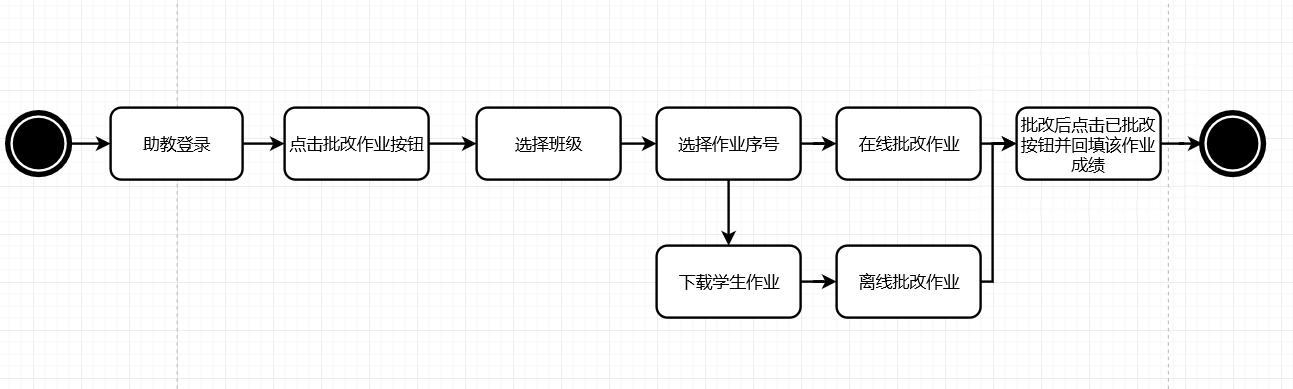 助教登录
点击批改作业按钮
选择班级
选择作业序号
在线批改作业
批改后点击已批改
按钮并回填该作业
成绩
下载学生作业
离线批改作业